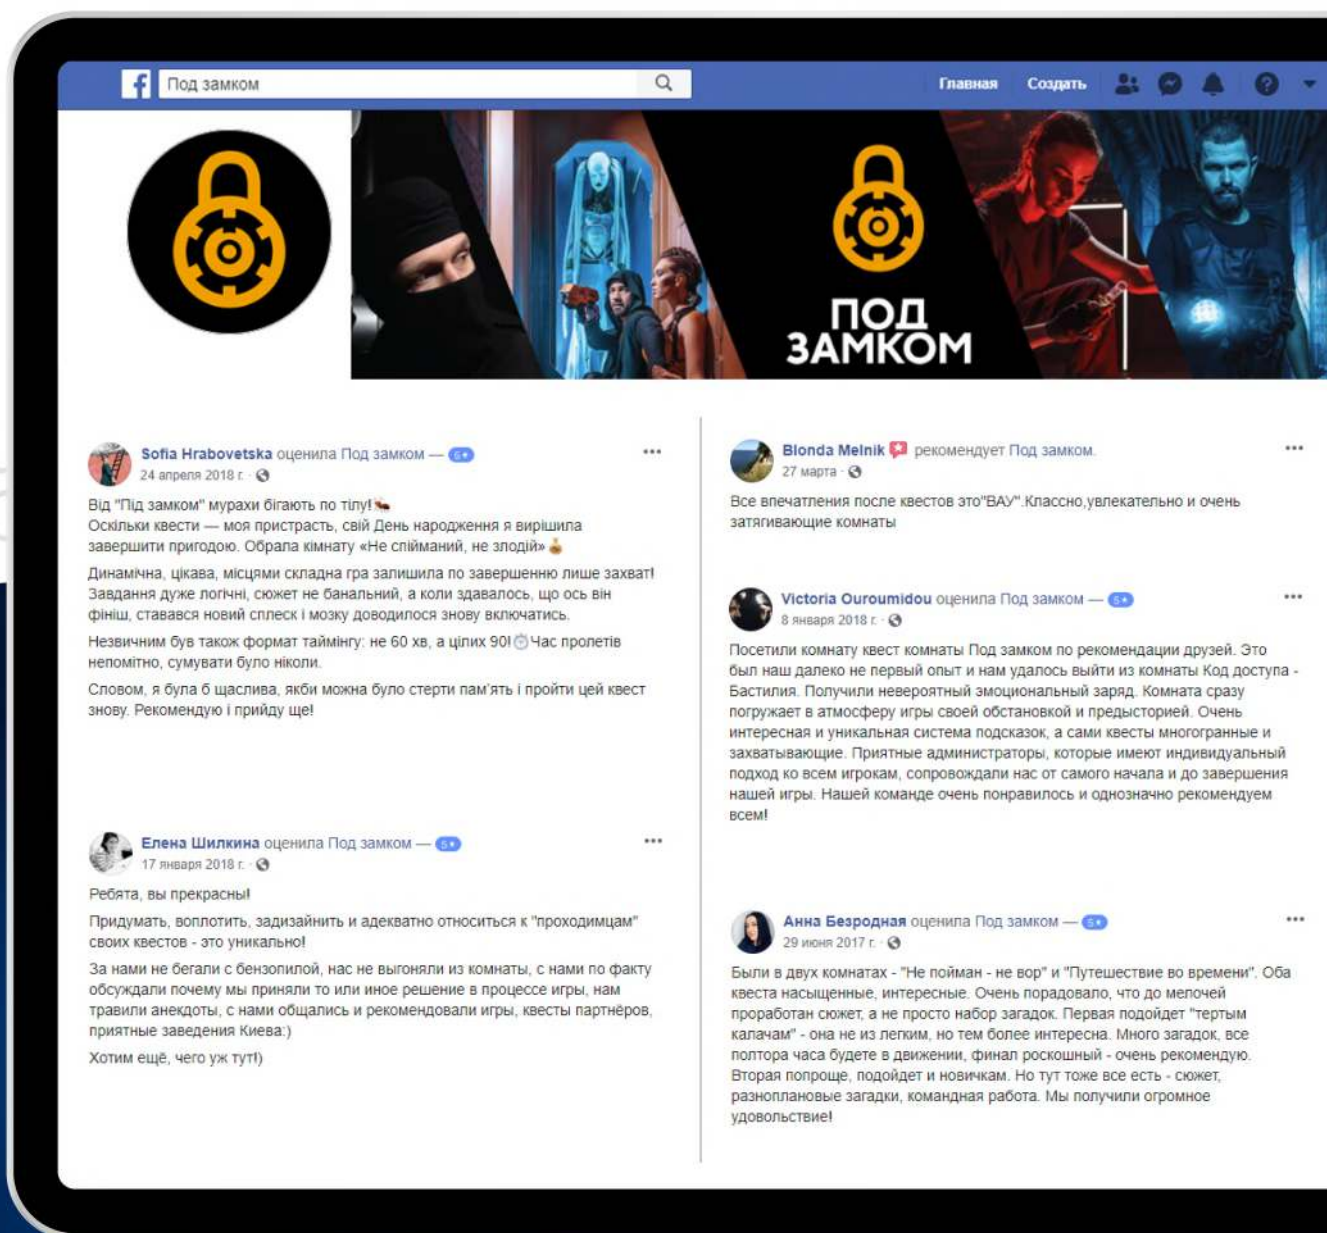 Под замком
Главная Создать
ПОД
ЗАМКОМ
Sofia Hrabovetska оценила Под замком — 5
24 апреля 2018 г.
Від "Під замком" мурахи бігають по тілу!
Оскільки квести — моя пристрасть, свій День народження я вирішила
завершити пригодою. Обрала кімнату «Не спійманий, не злодій»
Динамічна, цікава, місцями складна гра залишила по завершенню лише захват!
Завдання дуже логічні, сюжет не банальний, а коли здавалось, що ось він
фініш, ставався новий сплеск і мозку доводилося знову включатись.
Незвичним був також формат таймінгу: не 60 хв, а цілих 90! Час пролетів
непомітно, сумувати було ніколи.
Словом, я була б щаслива, якби можна було стерти пам'ять і пройти цей квест
знову. Рекомендую і прийду ще!
Елена Шилкина оценила Под замком — 5
17 января 2018 г.
Ребята, вы прекрасны!
Придумать, воплотить, задизайнить и адекватно относиться к "проходимцам"
своих квестов - это уникально!
За нами не бегали с бензопилой, нас не выгоняли из комнаты, с нами по факту
обсуждали почему мы приняли то или иное решение в процессе игры, нам
травили анекдоты, с нами общались и рекомендовали игры, квесты партнёров,
приятные заведения Киева:)
Хотим ещё, чего уж тут!)
Blonda Melnik рекомендует Под замком.
27 марта
Все впечатления после квестов это"ВАУ".Классно,увлекательно и очень
затягивающие комнаты
Victoria Ouroumidou оценила Под замком — 5
8 января 2018 г.
Посетили комнату квест комнаты Под замком по рекомендации друзей. Это
был наш далеко не первый опыт и нам удалось выйти из комнаты Код доступа -
Бастилия. Получили невероятный эмоциональный заряд. Комната сразу
погружает в атмосферу игры своей обстановкой и предысторией. Очень
интересная и уникальная система подсказок, а сами квесты многогранные и
захватывающие. Приятные администраторы, которые имеют индивидуальный
подход ко всем игрокам, сопровождали нас от самого начала и до завершения
нашей игры. Нашей команде очень понравилось и однозначно рекомендуем
всем!
Анна Безродная оценила Под замком — 5
29 июня 2017 г.
Были в двух комнатах - "Не пойман - не вор" и "Путешествие во времени". Оба
квеста насыщенные, интересные. Очень порадовало, что до мелочей
проработан сюжет, а не просто набор загадок. Первая подойдет "тертым
калачам" - она не из легким, но тем более интересна. Много загадок, все
полтора часа будете в движении, финал роскошный - очень рекомендую.
Вторая попроще, подойдет и новичкам. Но тут тоже все есть - сюжет,
разноплановые загадки, командная работа. Мы получили огромное
удовольствие!